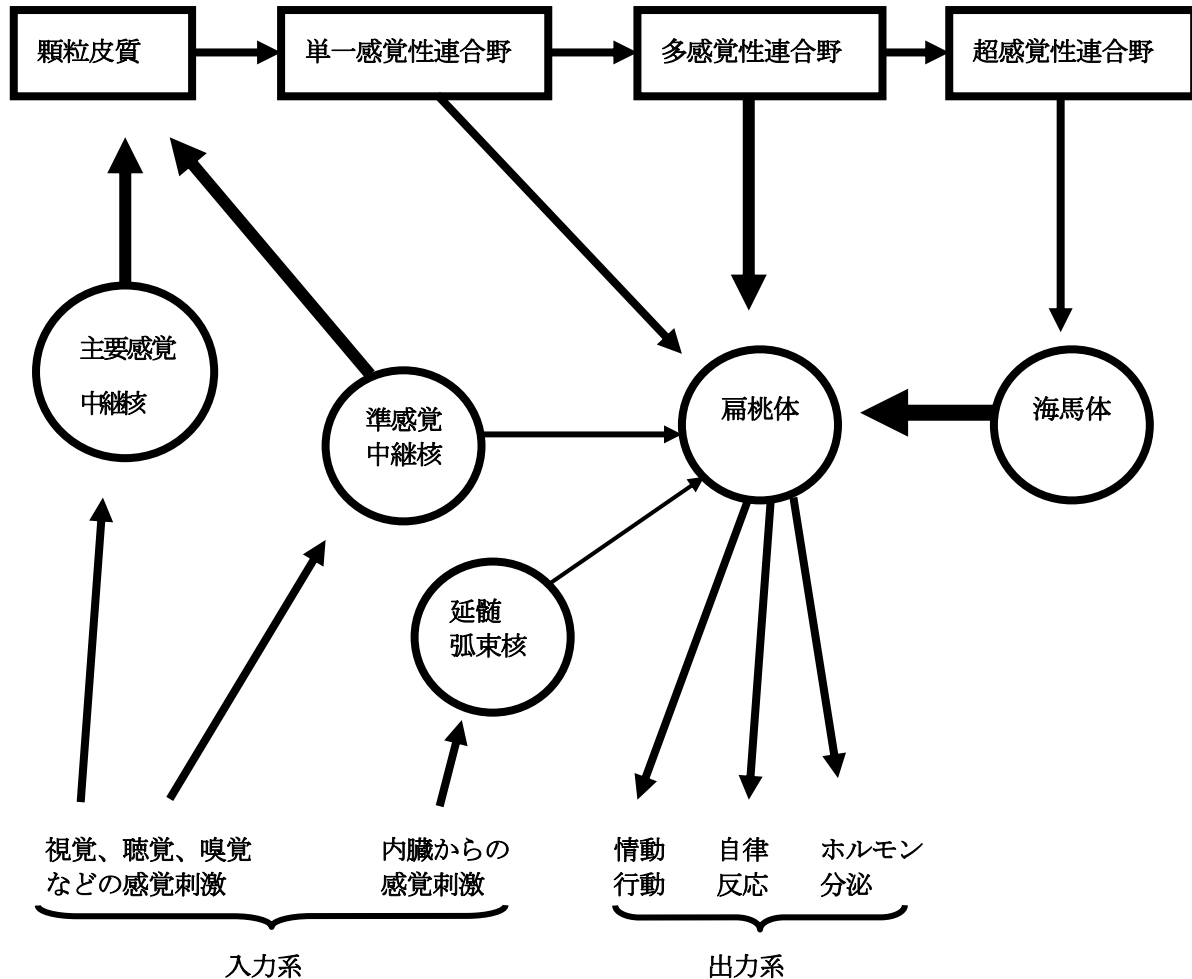 顆粒皮質
単一感覚性連合野
多感覚性連合野
超感覚性連合野
主要感覚
中継核
準感覚
中継核
扁桃体
海馬体
延髄
弧束核
視覚、聴覚、嗅覚
などの感覚刺激
内臓からの
感覚刺激
情動
行動
自律
反応
ホルモン
分泌
入力系
出力系